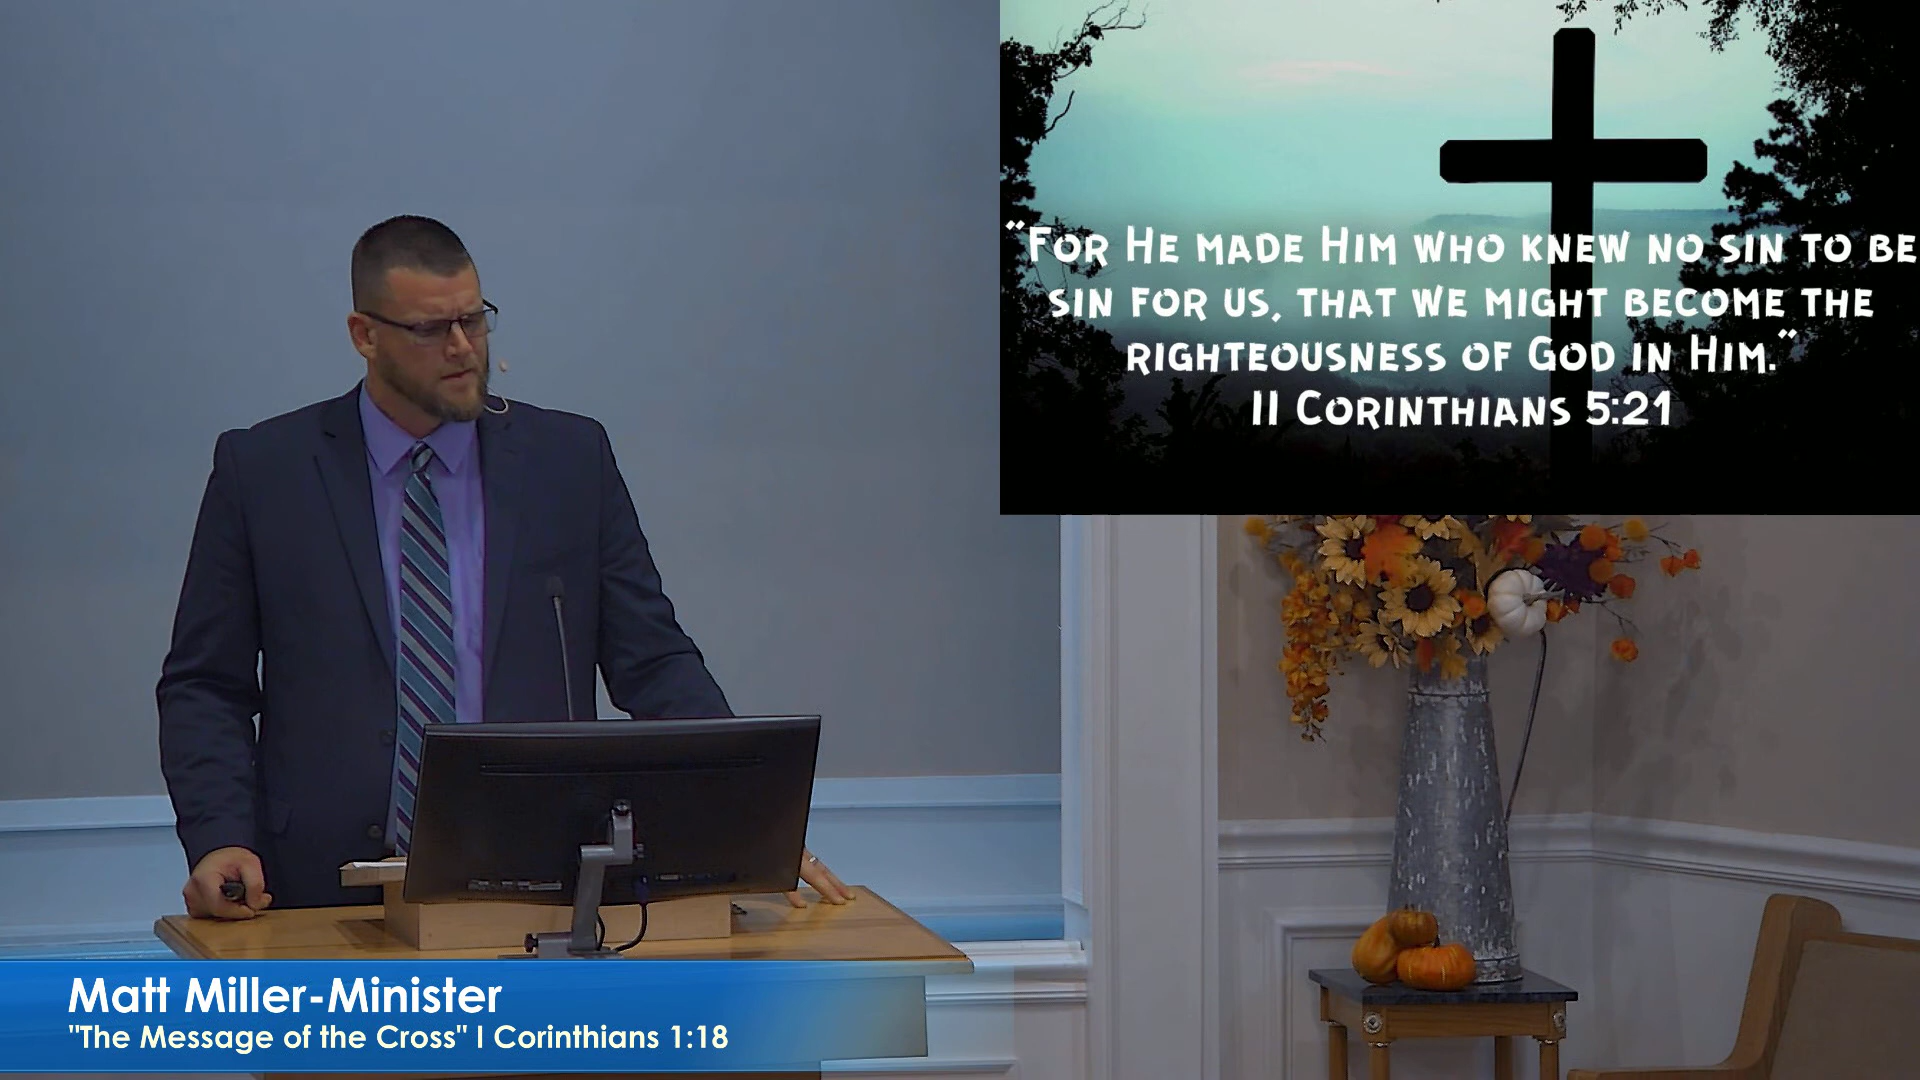 "For He made Him who knew no sin to be
sin for us, that we might become the
righteousness of God in Him."
II Corinthians 5:21
Matt Miller-Minister
"The Message of the Cross" I Corinthians 1:18